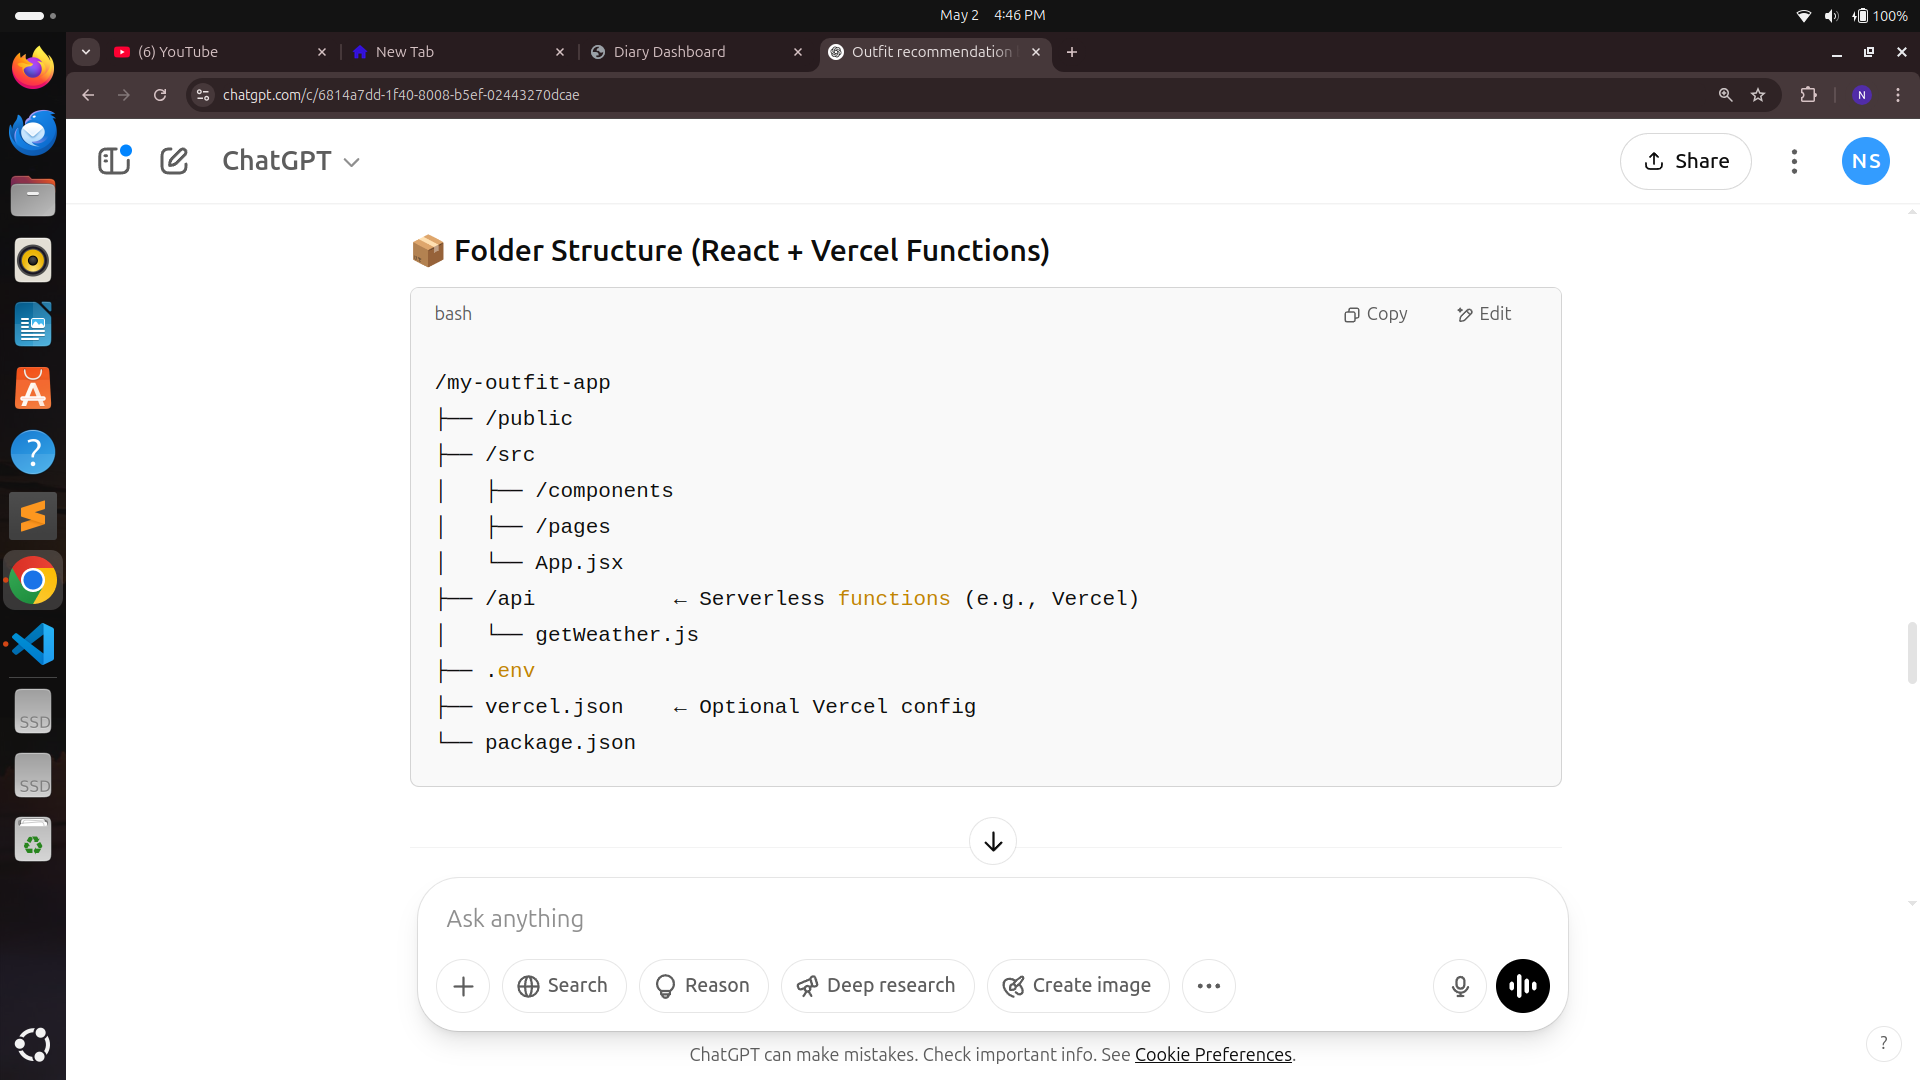 May 2 4:46 PM
100%
(6) YouTube
New Tab
Diary Dashboard
Outfit recommendation
chatgpt.com/c/6814a7dd-1f40-8008-b5ef-02443270dcae
N
ChatGPT
Share
NS
📦 Folder Structure (React + Vercel Functions)
bash
Copy
Edit
/my-outfit-app
├── /public
├── /src
│   ├── /components
│   ├── /pages
│   └── App.jsx
├── /api           ← Serverless functions (e.g., Vercel)
│   └── getWeather.js
├── .env
├── vercel.json    ← Optional Vercel config
└── package.json
SSD
SSD
Ask anything
Search
Reason
Deep research
Create image
ChatGPT can make mistakes. Check important info. See Cookie Preferences.
?